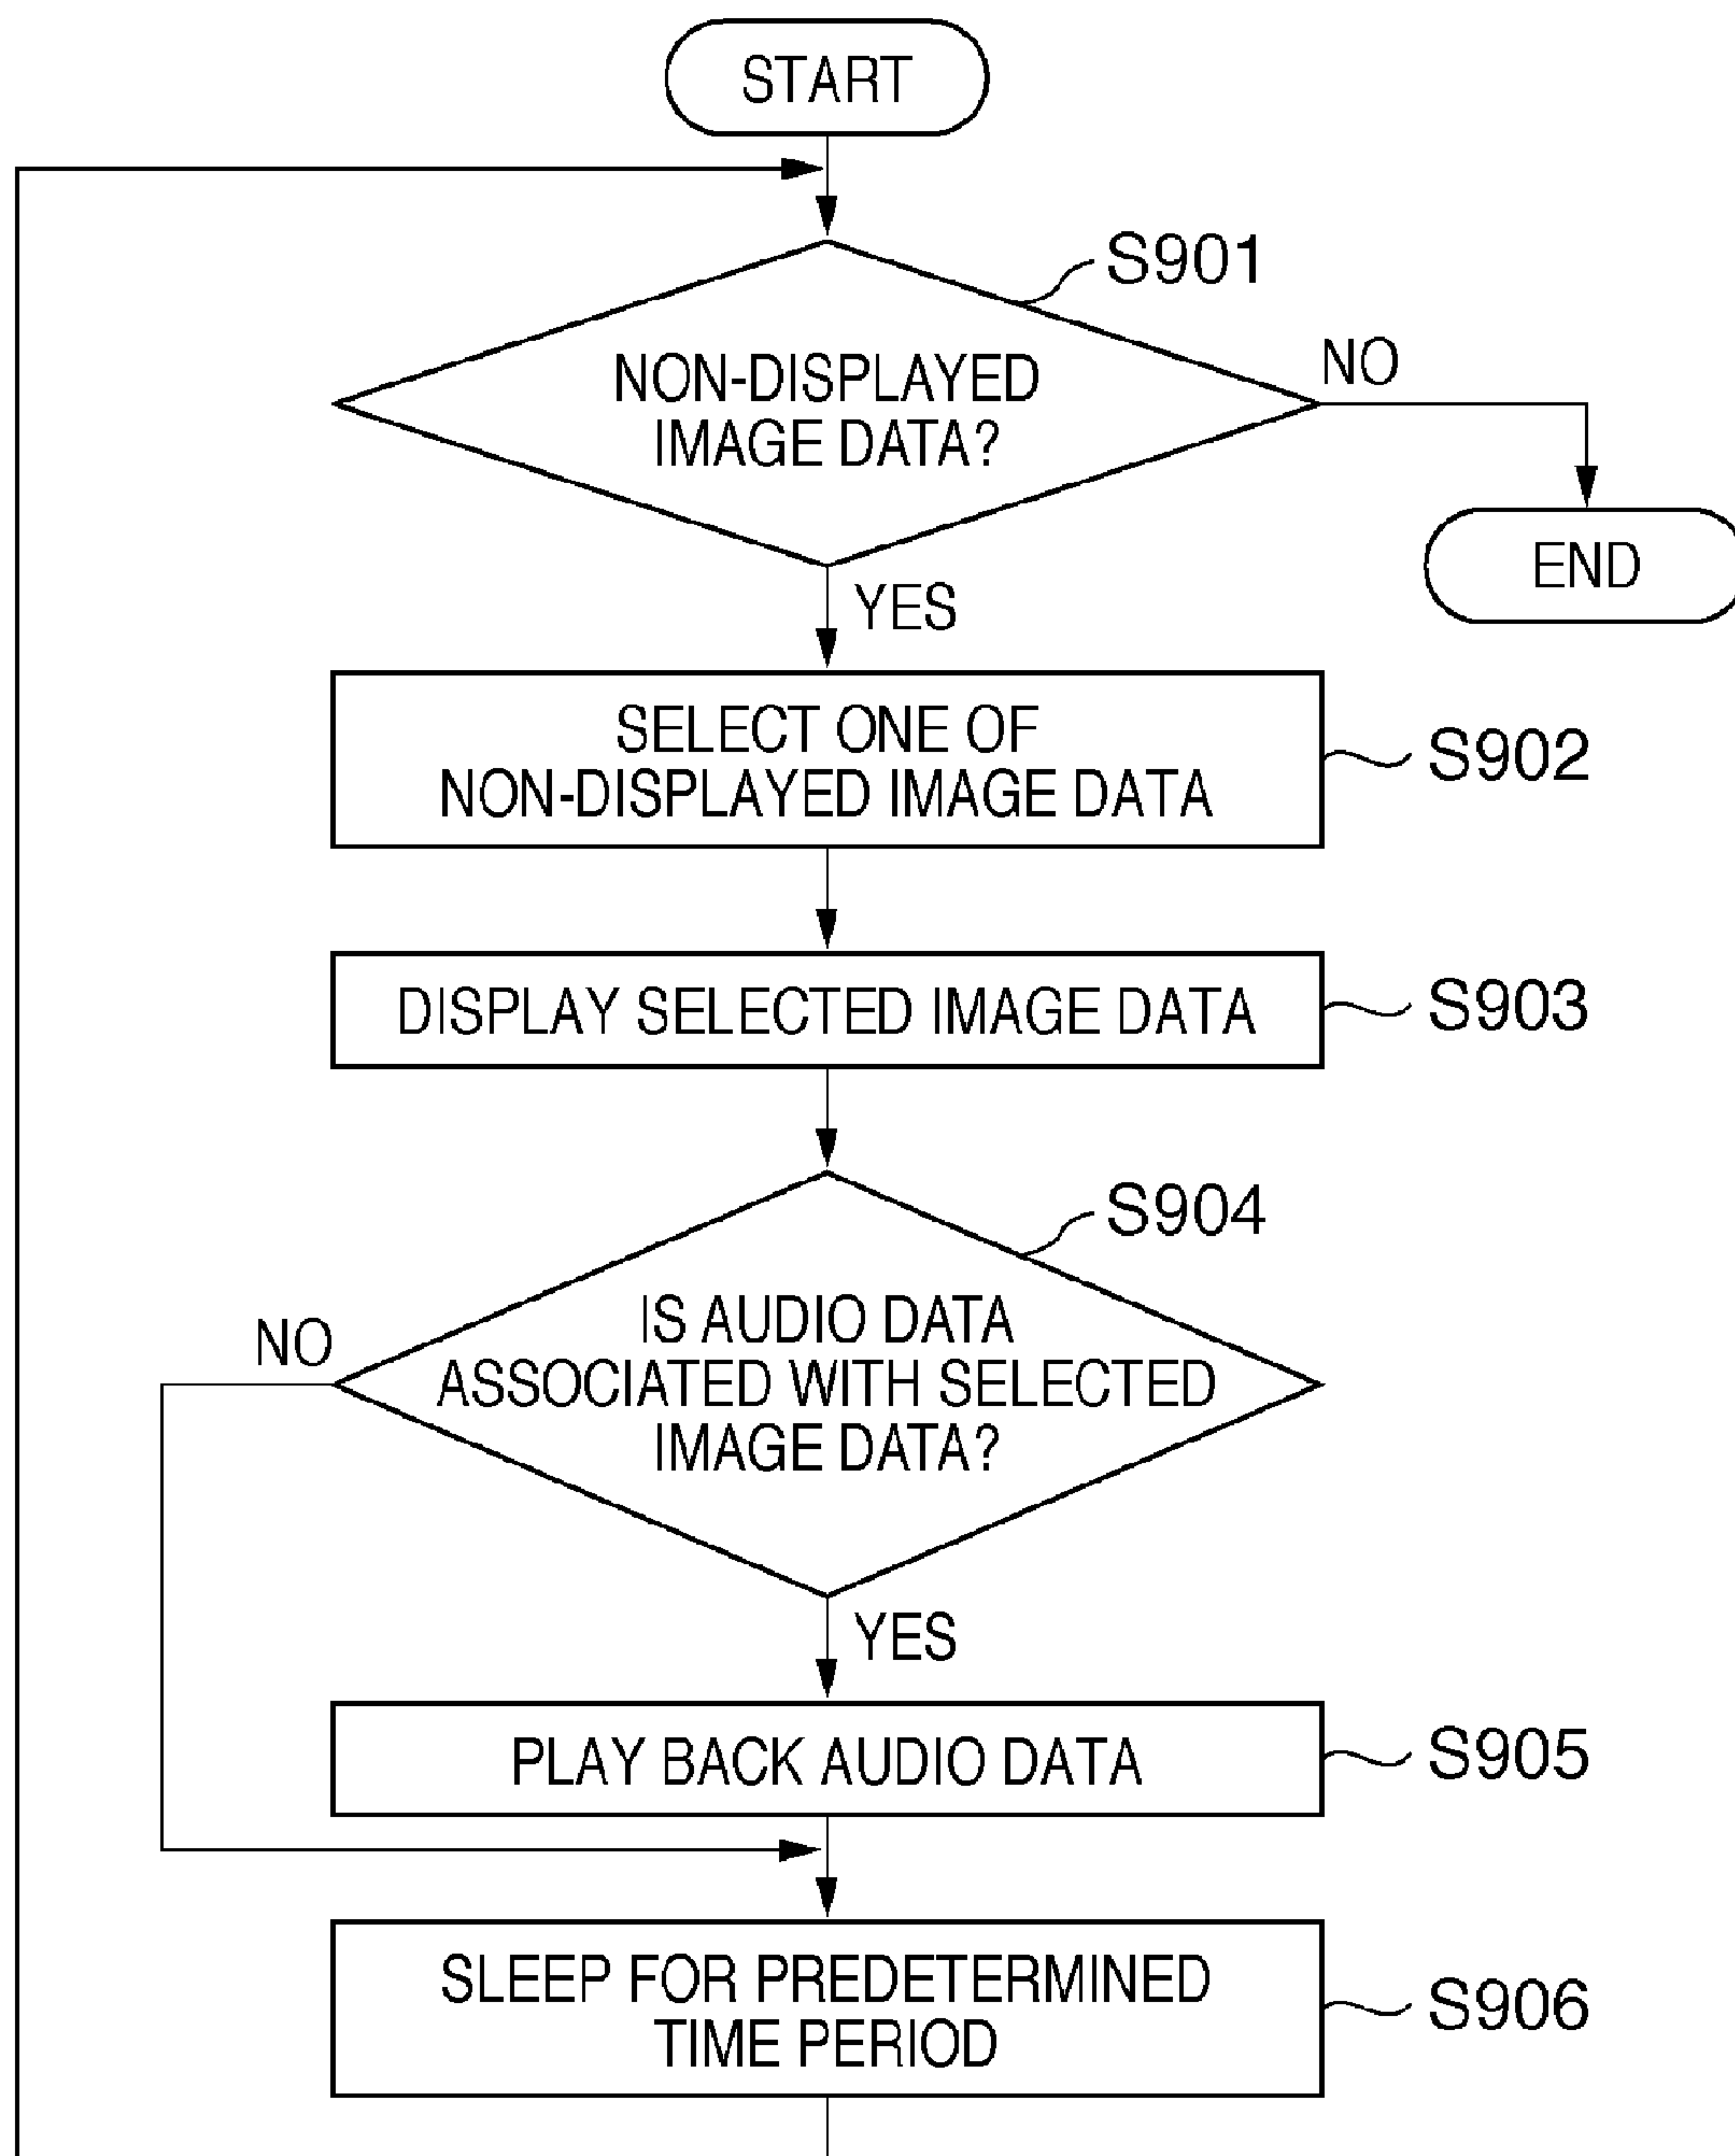 START
S901
NON-DISPLAYED
IMAGE DATA?
NO
END
YES
SELECT ONE OF
NON-DISPLAYED IMAGE DATA
S902
DISPLAY SELECTED IMAGE DATA
S903
S904
IS AUDIO DATA
ASSOCIATED WITH SELECTED
IMAGE DATA?
NO
YES
PLAY BACK AUDIO DATA
S905
SLEEP FOR PREDETERMINED
TIME PERIOD
S906